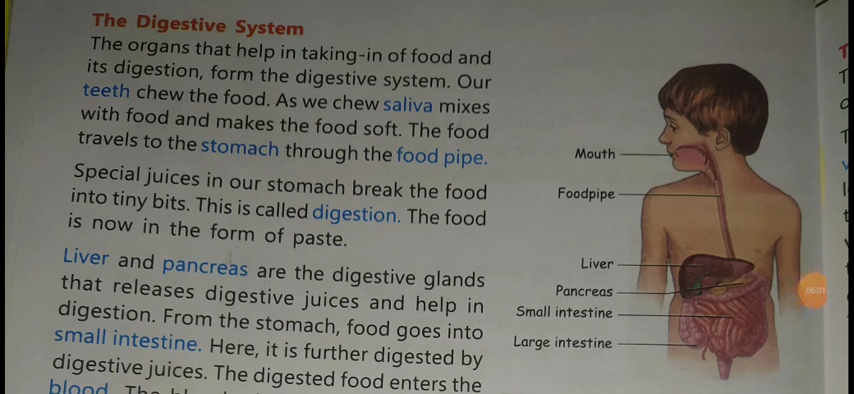 The Digestive System
The organs that help in taking-in of food and
its digestion, form the digestive system. Our
teeth chew the food. As we chew saliva mixes
with food and makes the food soft. The food
travels to the stomach through the food pipe.
Special juices in our stomach break the food
into tiny bits. This is called digestion. The food
is now in the form of paste.
Liver and pancreas are the digestive glands
that releases digestive juices and help in
digestion. From the stomach, food goes into
small intestine. Here, it is further digested by
digestive juices. The digested food enters the
blood. The
Mouth
Foodpipe
Liver
Pancreas
Small intestine
Large intestine